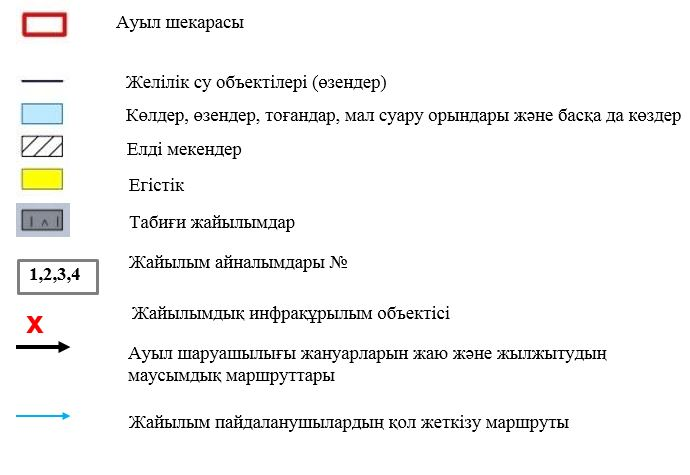 Ауыл шекарасы
Желілік су объектілері (өзендер)
Көлдер, өзендер, тоғандар, мал суару орындары және басқа да көздер
Елді мекендер
Егістік
Табиғи жайылымдар
1,2,3,4 Жайылым айналымдары №
X Жайылымдық инфрақұрылым объектісі
Ауыл шаруашылығы жануарларын жаю және жылжытудың
маусымдық маршруттары
Жайылым пайдаланушылардың қол жеткізу маршруты